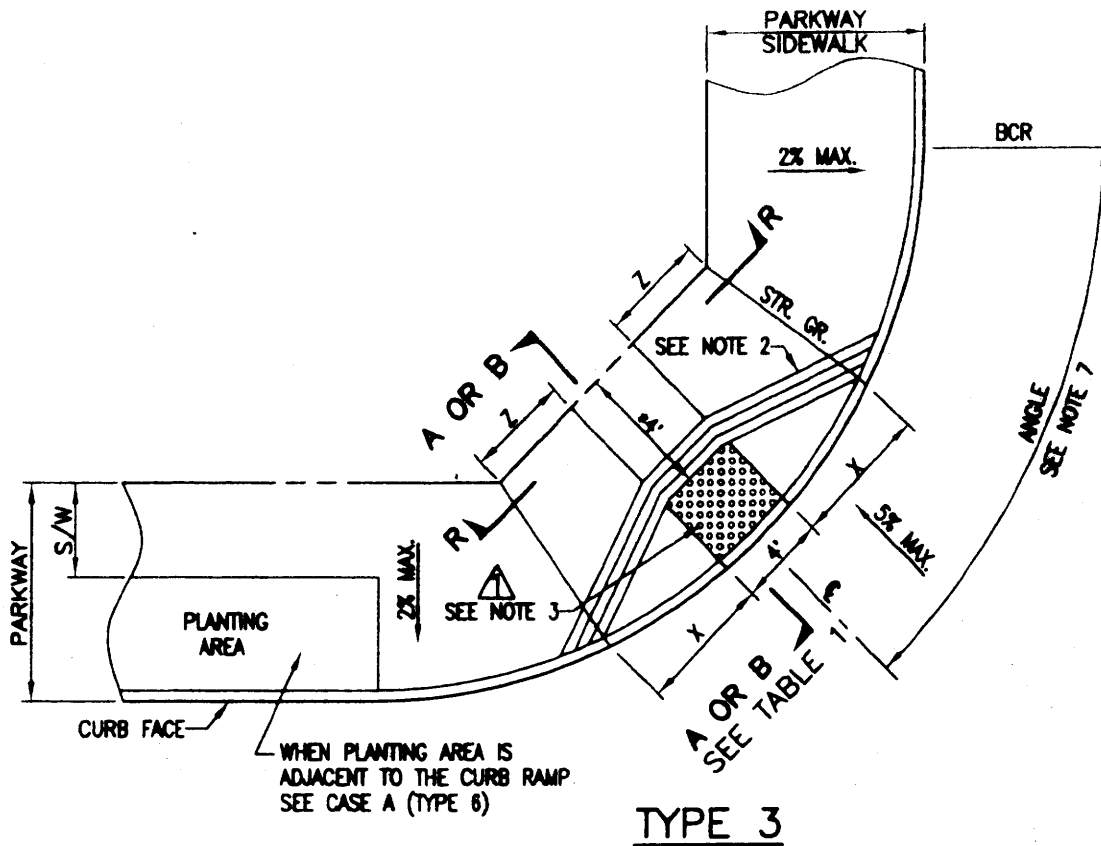 PARKWAY
SIDEWALK
BCR
2% MAX.
R
Z
STR. GR.
SEE NOTE 2
A OR B
Z
*4'
ANGLE
SEE NOTE 7
X
5% MAX.
4'
℄
1'
R
S/W
PARKWAY
2% MAX.
1
SEE NOTE 3
PLANTING
AREA
X
A OR B
SEE TABLE
CURB FACE
WHEN PLANTING AREA IS
ADJACENT TO THE CURB RAMP
SEE CASE A (TYPE 6)
TYPE 3